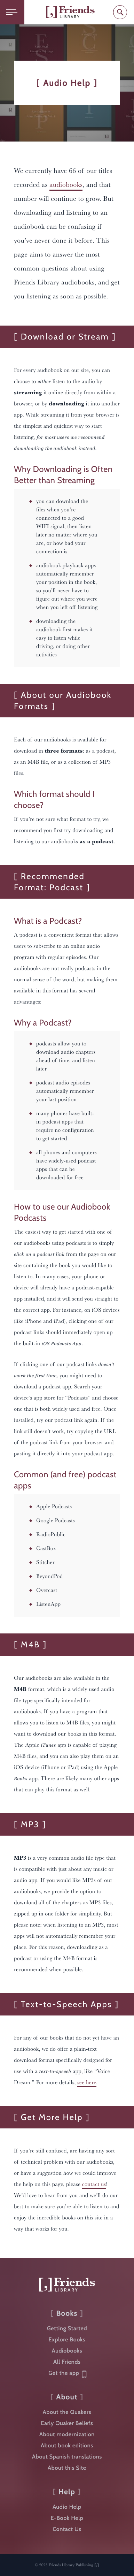 Friends
LIBRARY
[ Audio Help ]
We currently have 66 of our titles
recorded as audiobooks, and that
number will continue to grow. But
downloading and listening to an
audiobook can be confusing if
you've never done it before. This
page aims to answer the most
common questions about using
Friends Library audiobooks, and get
you listening as soon as possible.
[ Download or Stream ]
For every audiobook on our site, you can
choose to either listen to the audio by
streaming it online directly from within a
browser, or by downloading it onto another
app. While streaming it from your browser is
the simplest and quickest way to start
listening, for most users we recommend
downloading the audiobook instead.
Why Downloading is Often
Better than Streaming
you can download the
files when you're
connected to a good
WIFI signal, then listen
later no matter where you
are, or how bad your
connection is
audiobook playback apps
automatically remember
your position in the book,
so you'll never have to
figure out where you were
when you left off listening
downloading the
audiobook first makes it
easy to listen while
driving, or doing other
activities
[ About our Audiobook
Formats ]
Each of our audiobooks is available for
download in three formats: as a podcast,
as an M4B file, or as a collection of MP3
files.
Which format should I
choose?
If you're not sure what format to try, we
recommend you first try downloading and
listening to our audiobooks as a podcast.
[ Recommended
Format: Podcast ]
What is a Podcast?
A podcast is a convenient format that allows
users to subscribe to an online audio
program with regular episodes. Our
audiobooks are not really podcasts in the
normal sense of the word, but making them
available in this format has several
advantages:
Why a Podcast?
podcasts allow you to
download audio chapters
ahead of time, and listen
later
podcast audio episodes
automatically remember
your last position
many phones have built-
in podcast apps that
require no configuration
to get started
all phones and computers
have widely-used podcast
apps that can be
downloaded for free
How to use our Audiobook
Podcasts
The easiest way to get started with one of
our audiobooks using podcasts is to simply
click on a podcast link from the page on our
site containing the book you would like to
listen to. In many cases, your phone or
device will already have a podcast-capable
app installed, and it will avail you straight to
the correct app. For instance, on iOS devices
(like iPhone and iPad), clicking one of our
podcast links should immediately open up
the built-in iOS Podcasts App.
If clicking one of our podcast links doesn't
work the first time, you might need to
download a podcast app. Search your
device's app store for "Podcasts" and choose
one that is both widely used and free. Once
installed, try our podcast link again. If the
link still doesn't work, try copying the URL
of the podcast link from your browser and
pasting it directly into your podcast app.
Common (and free) podcast
apps
Apple Podcasts
Google Podcasts
RadioPublic
CastBox
Stitcher
BeyondPod
Overcast
ListenApp
[ M4B ]
Our audiobooks are also available in the
M4B format, which is a widely used audio
file type specifically intended for
audiobooks. If you have a program that
allows you to listen to M4B files, you might
want to download our books in this format.
The Apple iTunes app is capable of playing
M4B files, and you can also play them on an
iOS device (iPhone or iPad) using the Apple
Books app. There are likely many other apps
that can play this format as well.
[ MP3 ]
MP3 is a very common audio file type that
is compatible with just about any music or
audio app. If you would like MP3s of our
audiobooks, we provide the option to
download all of the chapters as MP3 files,
zipped up in one folder for simplicity. But
please note: when listening to an MP3, most
apps will not automatically remember your
place. For this reason, downloading as a
podcast or using the M4B format is
recommended when possible.
[ Text-to-Speech Apps ]
For any of our books that do not yet have an
audiobook, we do offer a plain-text
download format specifically designed for
use with a text-to-speech app, like "Voice
Dream." For more details, see here.
[ Get More Help ]
If you're still confused, are having any sort
of technical problem with our audiobooks,
or have a suggestion how we could improve
the help on this page, please contact us!
We'd love to hear from you and we'll do our
best to make sure you're able to listen to and
enjoy the incredible books on this site in any
way that works for you.
Friends
LIBRARY
[ Books ]
Getting Started
Explore Books
Audiobooks
All Friends
Get the app
[ About ]
About the Quakers
Early Quaker Beliefs
About modernization
About book editions
About Spanish translations
About this Site
[ Help ]
Audio Help
E-Book Help
Contact Us